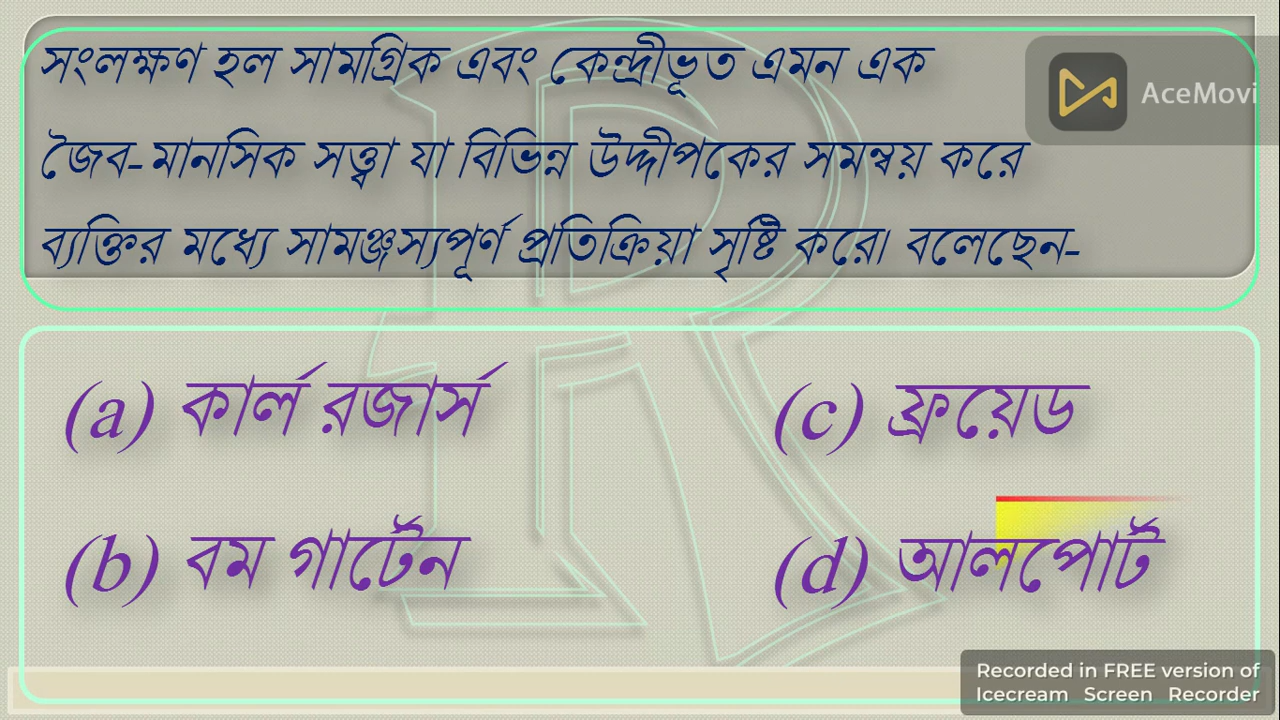 সংলক্ষণ হল সামগ্রিক এবং কেন্দ্রীভূত এমন এক
AceMovi
জৈব-মানসিক সত্ত্বা যা বিভিন্ন উদ্দীপকের সমন্বয় করে
ব্যক্তির মধ্যে সামঞ্জস্যপূর্ণ প্রতিক্রিয়া সৃষ্টি করে। বলেছেন-
(a) কার্ল রজার্স
(c) ফ্রয়েড
(b) বম গার্টেন
(d) আলপোর্ট
Recorded in FREE version of
Icecream Screen Recorder